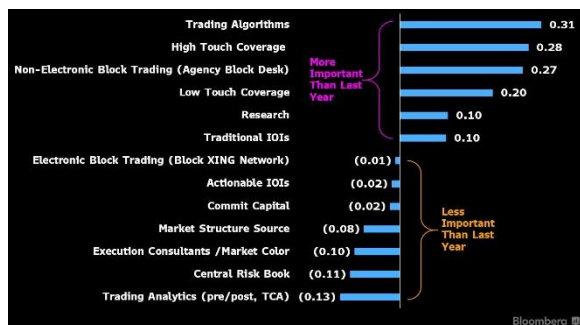 Trading Algorithms 0.31
High Touch Coverage 0.28
Non-Electronic Block Trading (Agency Block Desk) 0.27
Low Touch Coverage 0.20
Research 0.10
Traditional IOIs 0.10
More
Important
Than Last
Year
Electronic Block Trading (Block XING Network) (0.01)
Actionable IOIs (0.02)
Commit Capital (0.02)
Market Structure Source (0.08)
Execution Consultants /Market Color (0.10)
Central Risk Book (0.11)
Trading Analytics (pre/post, TCA) (0.13)
Less
Important
Than Last
Year
Bloomberg